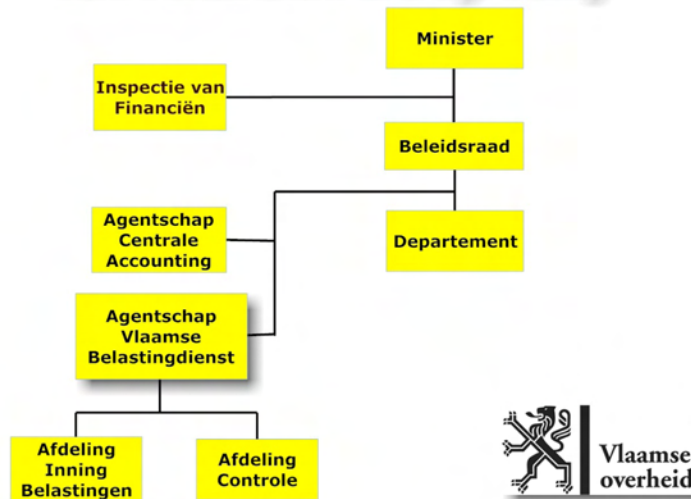 Minister
Inspectie van
Financiën
Beleidsraad
Agentschap
Centrale
Accounting
Departement
Agentschap
Vlaamse
Belastingdienst
Afdeling
Inning
Belastingen
Afdeling
Controle
Vlaamse
overheid